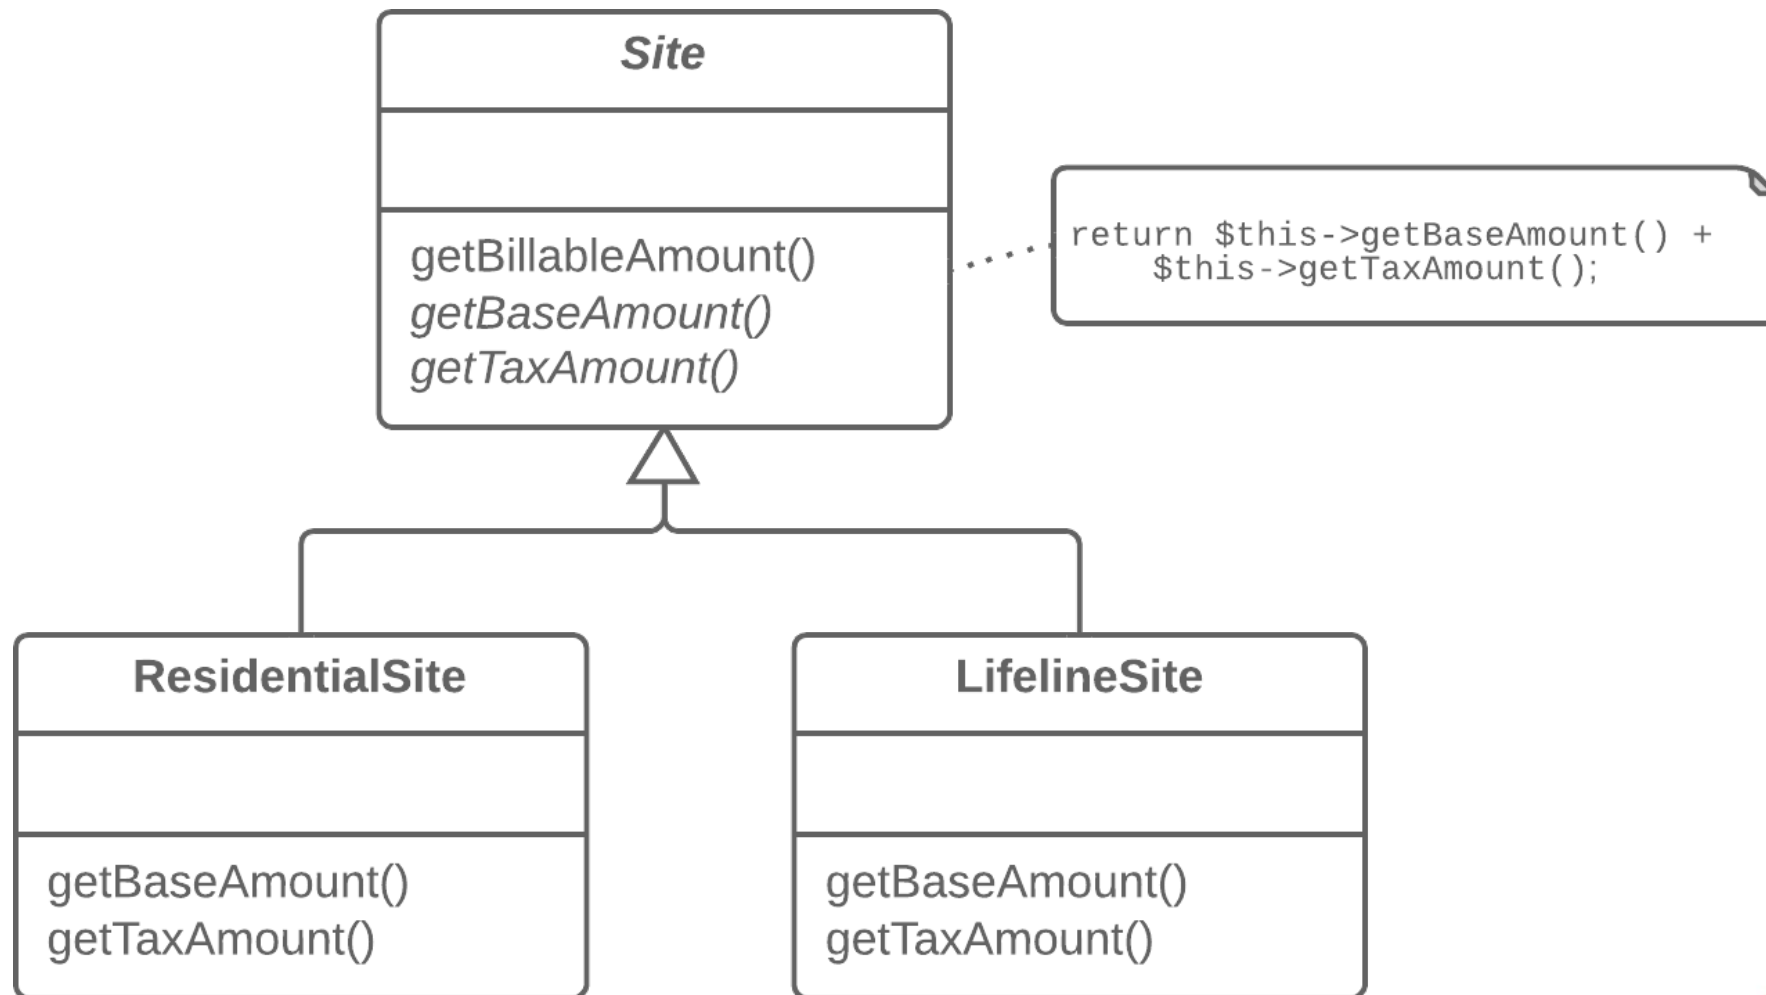 Site
getBillableAmount()
getBaseAmount()
getTaxAmount()
return $this->getBaseAmount() +
$this->getTaxAmount();
ResidentialSite
getBaseAmount()
getTaxAmount()
LifelineSite
getBaseAmount()
getTaxAmount()